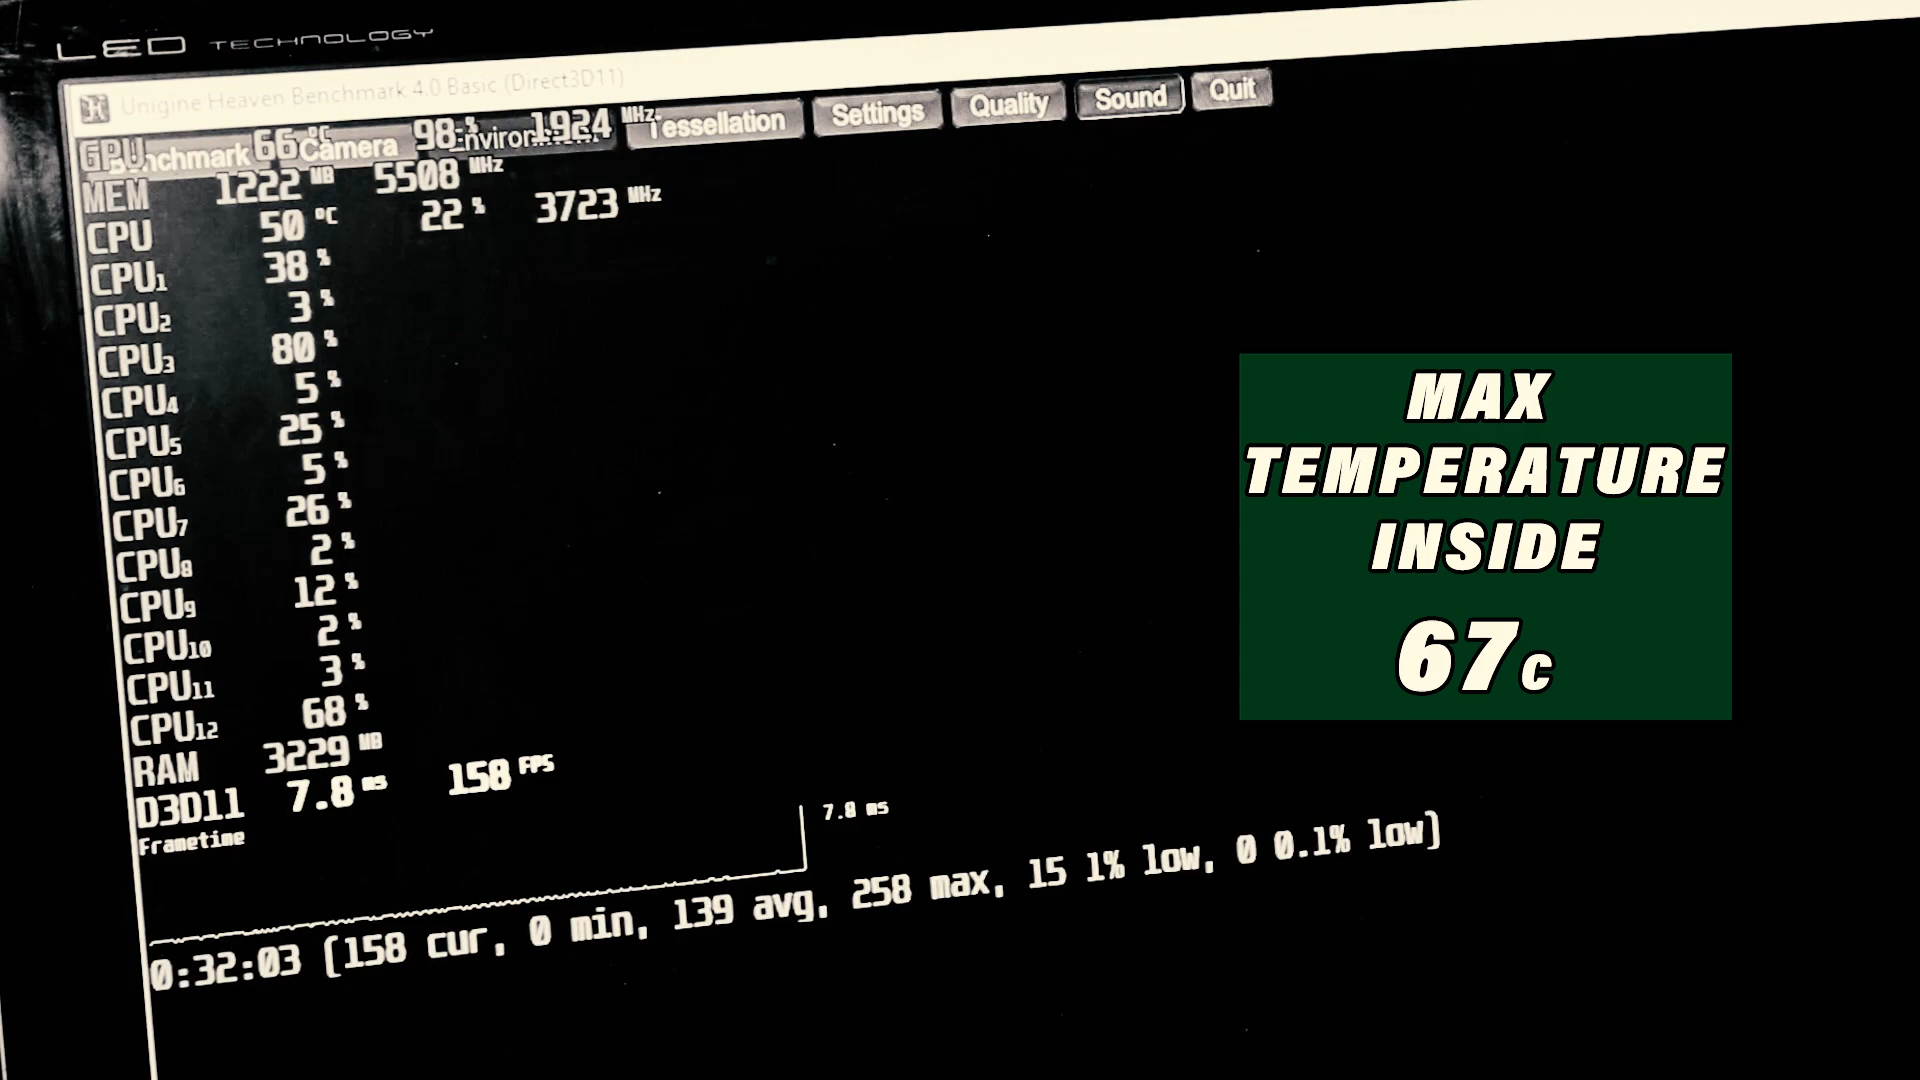 LED TECHNOLOGY
Unigine Heaven Benchmark 4.0 Basic (Direct3D11)
Camera Tessellation Settings Quality Sound Quit
GPU 66 °C 98 % 1924 MHz
MEM 1222 MB 5508 MHz
CPU 50 °C 22 % 3723 MHz
CPU1 38 %
CPU2 3 %
CPU3 80 %
CPU4 5 %
CPU5 25 %
CPU6 5 %
CPU7 26 %
CPU8 2 %
CPU9 12 %
CPU10 2 %
CPU11 3 %
CPU12 68 %
RAM 3229 MB
D3D11 7.8 ms 158 FPS
Frametime
7.8 ms
0:32:03 [158 cur, 0 min, 139 avg, 258 max, 15 1% low, 0 0.1% low]
MAX
TEMPERATURE
INSIDE
67c